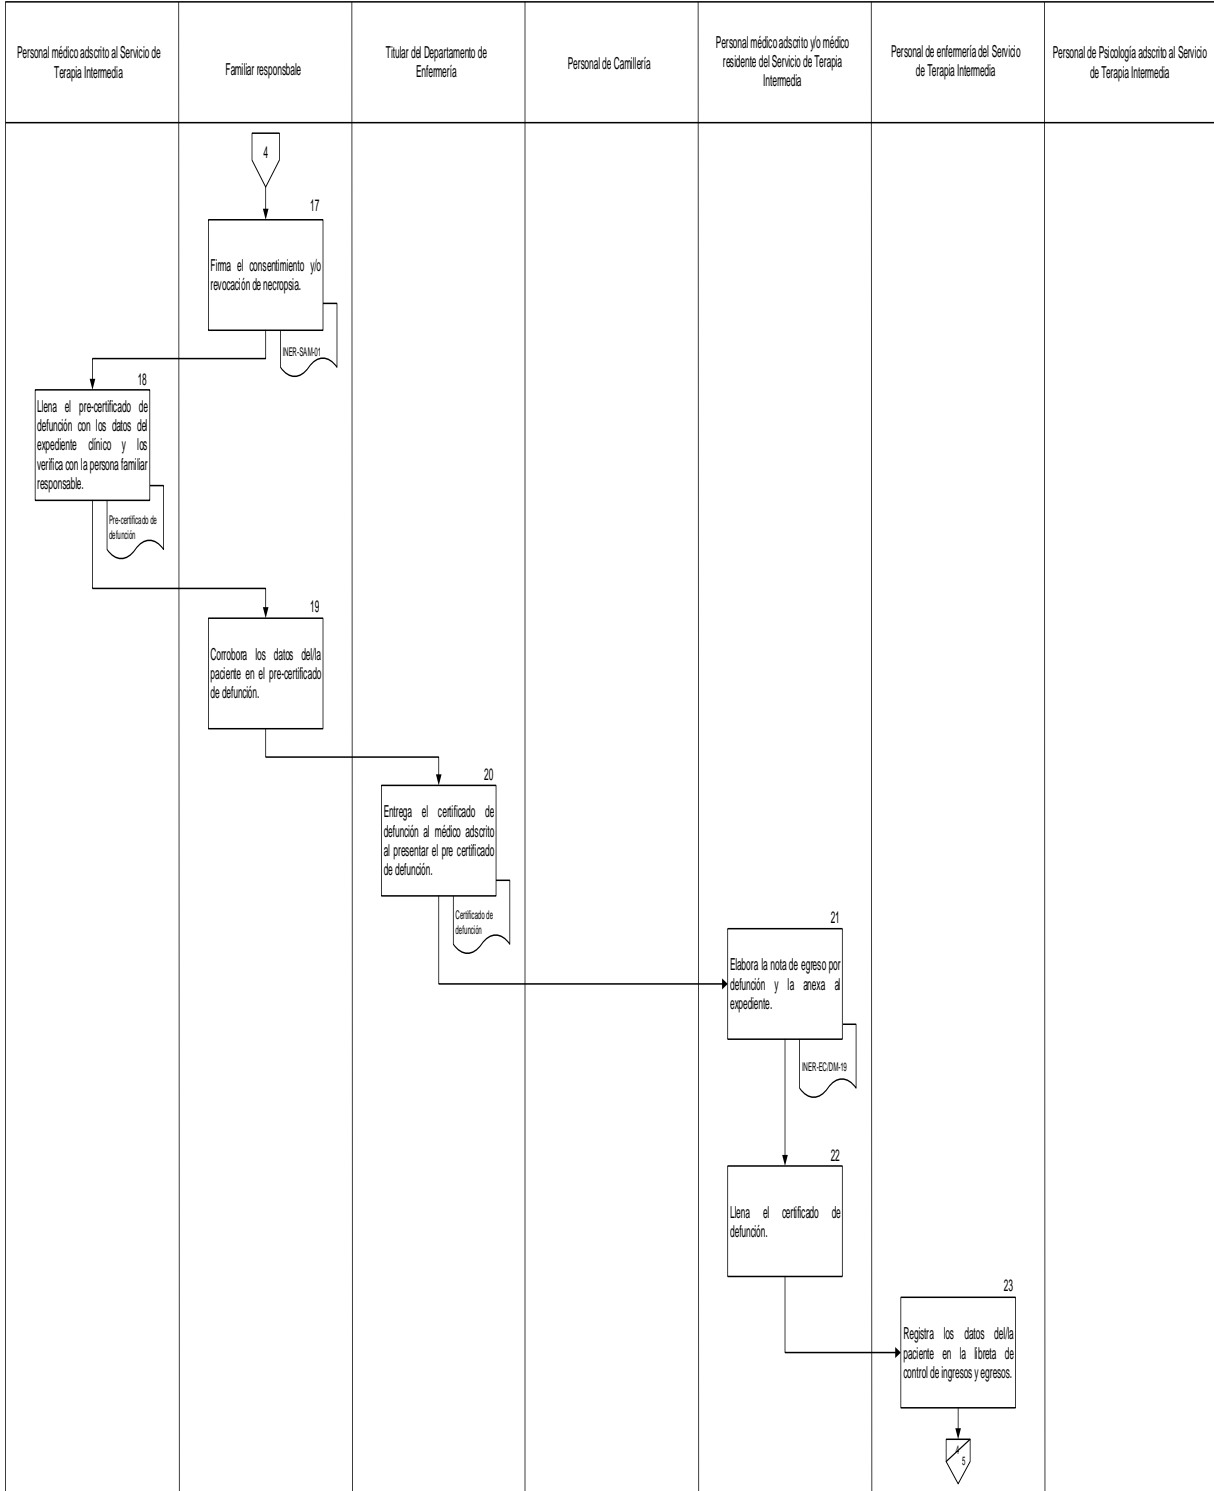 Personal médico adscrito al Servicio de
Terapia Intermedia
Familiar responsbale
Titular del Departamento de
Enfermería
Personal de Camillería
Personal médico adscrito y/o médico
residente del Servicio de Terapia
Intermedia
Personal de enfermería del Servicio
de Terapia Intermedia
Personal de Psicología adscrito al Servicio
de Terapia Intermedia
4
17
Firma el consentimiento y/o
revocación de necropsia.
INER-SAM-01
18
Llena el pre-certificado de
defunción con los datos del
expediente clínico y los
verifica con la persona familiar
responsable.
Pre-certificado de
defunción
19
Corrobora los datos del/la
paciente en el pre-certificado
de defunción.
20
Entrega el certificado de
defunción al médico adscrito
al presentar el pre certificado
de defunción.
Certificado de
defunción
21
Elabora la nota de egreso por
defunción y la anexa al
expediente.
INER-EC/DM-19
22
Llena el certificado de
defunción.
23
Registra los datos del/la
paciente en la libreta de
control de ingresos y egresos.
4
5